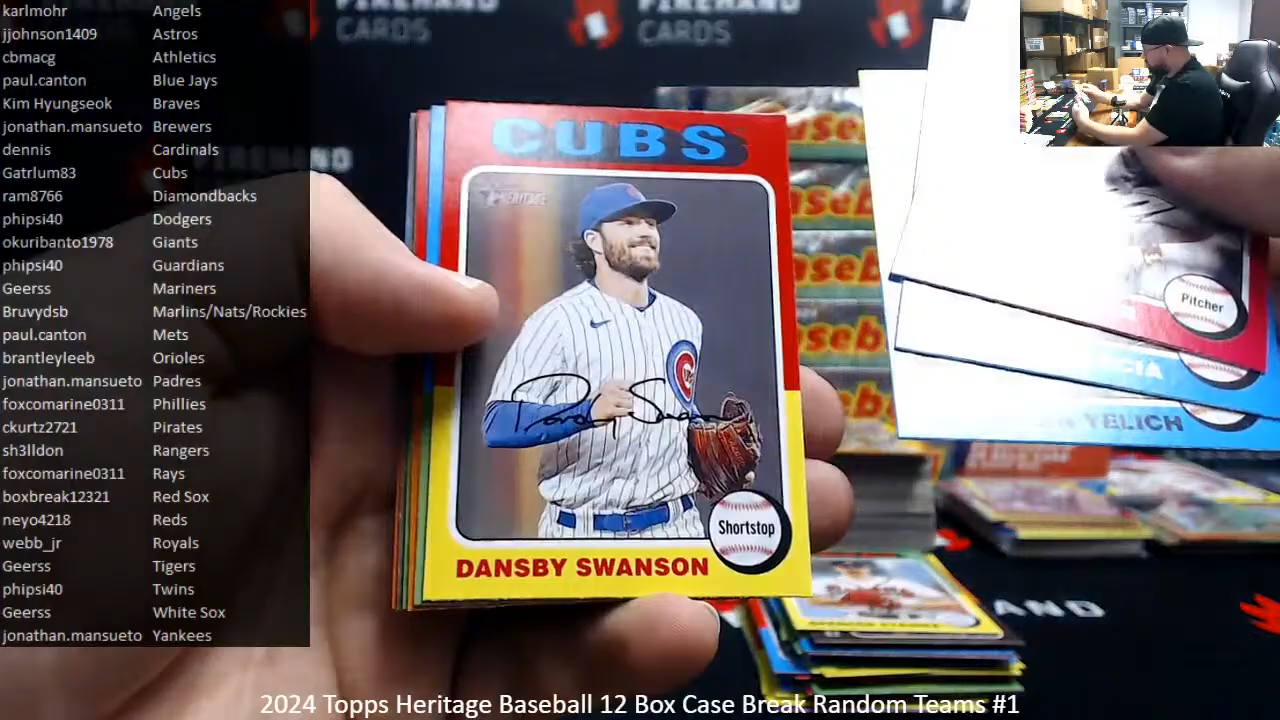 karlmohr Angels
jjohnson1409 Astros
cbmacg Athletics
paul.canton Blue Jays
Kim Hyungseok Braves
jonathan.mansueto Brewers
dennis Cardinals
Gatrlum83 Cubs
ram8766 Diamondbacks
phipsi40 Dodgers
okuribanto1978 Giants
phipsi40 Guardians
Geerss Mariners
Bruvydsb Marlins/Nats/Rockies
paul.canton Mets
brantleyleeb Orioles
jonathan.mansueto Padres
foxcomarine0311 Phillies
ckurtz2721 Pirates
sh3lldon Rangers
foxcomarine0311 Rays
boxbreak12321 Red Sox
neyo4218 Reds
webb_jr Royals
Geerss Tigers
phipsi40 Twins
Geerss White Sox
jonathan.mansueto Yankees
CARDS
FIREHAND
CARDS
CUBS
HERITAGE
Dansby Swanson
Shortstop
DANSBY SWANSON
Pitcher
YELICH
2024 Topps Heritage Baseball 12 Box Case Break Random Teams #1